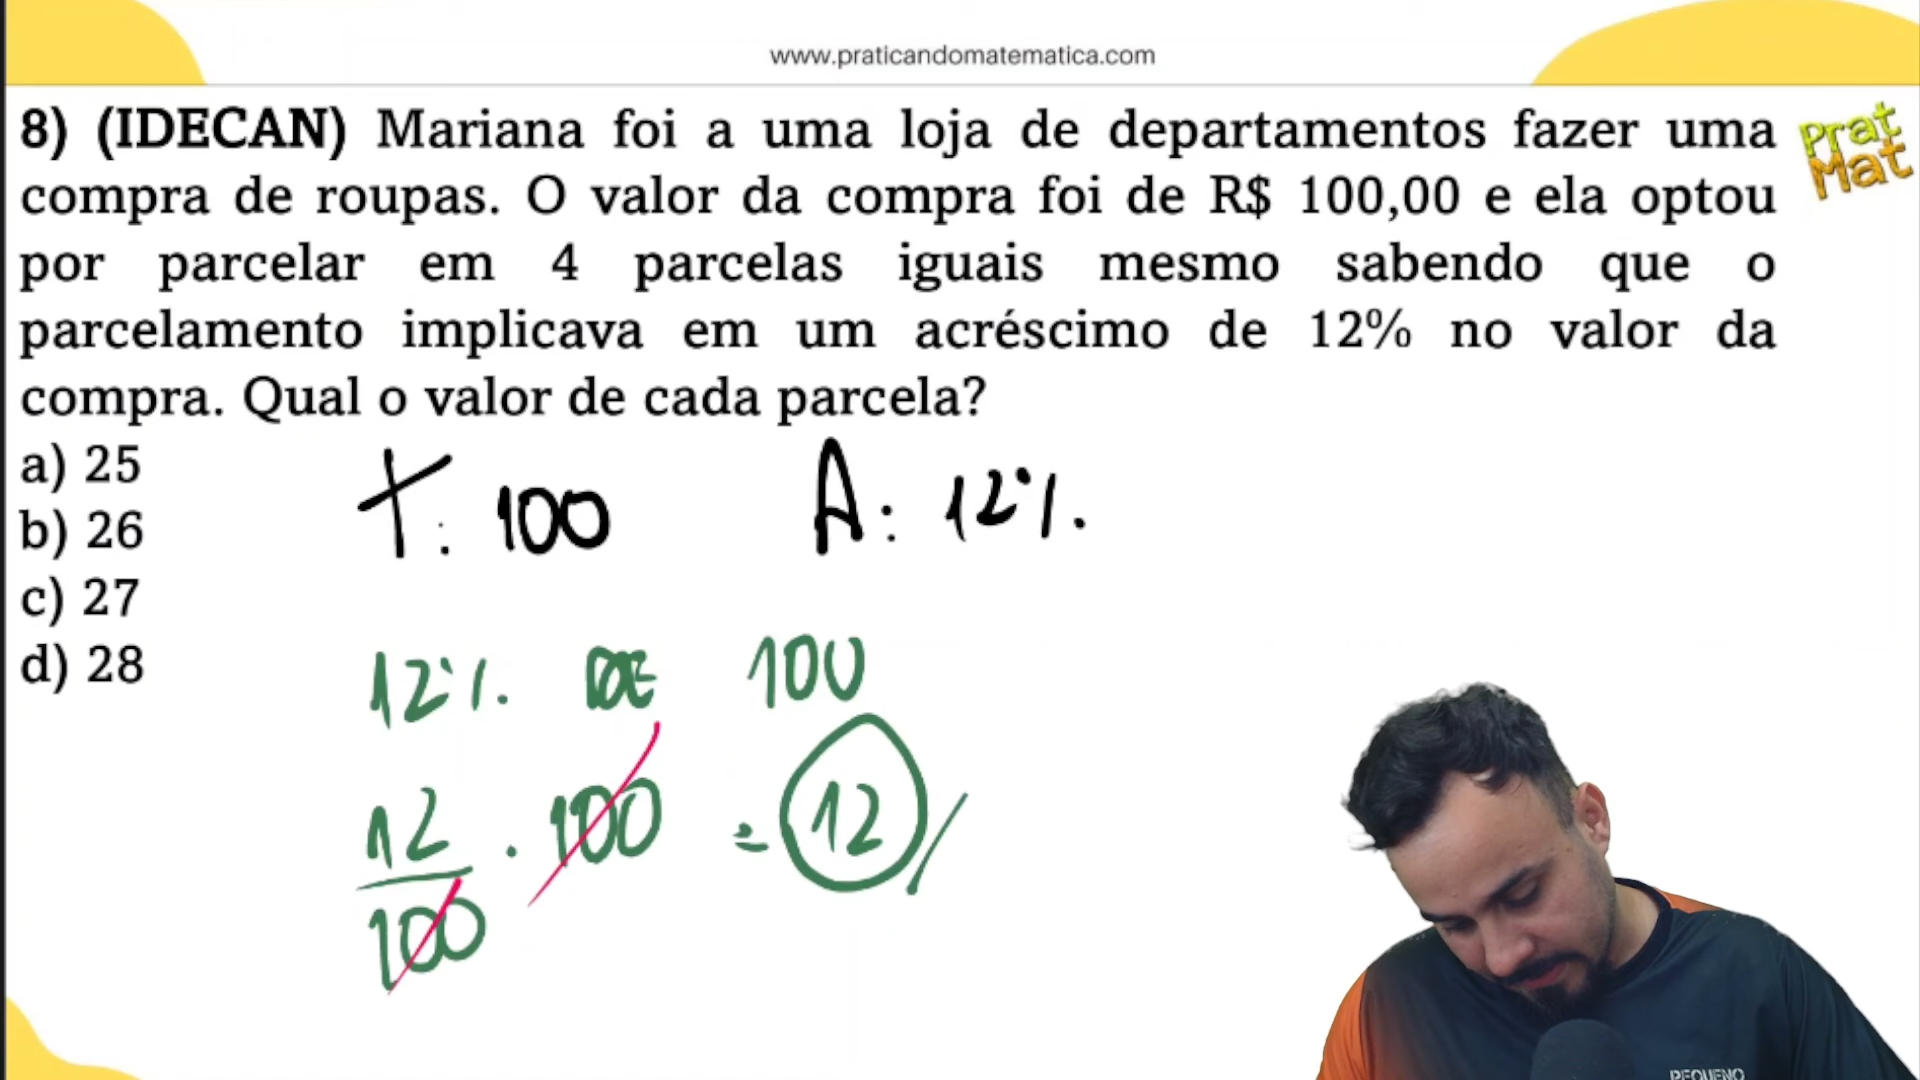 www.praticandomatematica.com
8) (IDECAN) Mariana foi a uma loja de departamentos fazer uma
compra de roupas. O valor da compra foi de R$ 100,00 e ela optou
por parcelar em 4 parcelas iguais mesmo sabendo que o
parcelamento implicava em um acréscimo de 12% no valor da
compra. Qual o valor de cada parcela?
Prat
Mat
a) 25
b) 26
c) 27
d) 28
T: 100 A: 12%.
12%. DE 100
12/100 . 100 = 12
PEQUENO